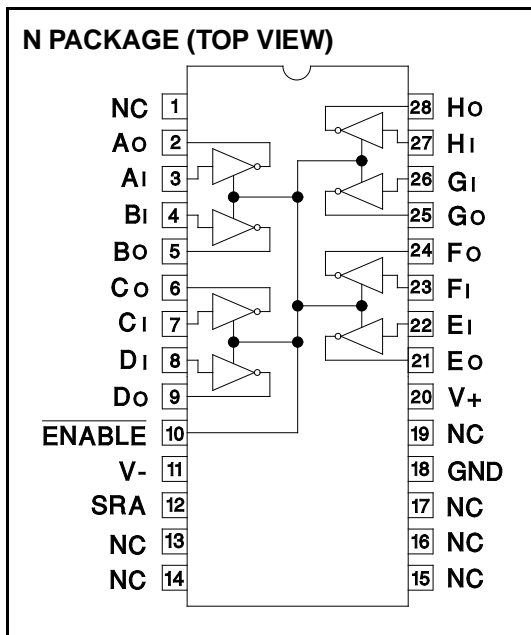 N PACKAGE (TOP VIEW)
NC 1
AO 2
AI 3
BI 4
BO 5
CO 6
CI 7
DI 8
DO 9
ENABLE 10
V- 11
SRA 12
NC 13
NC 14
28 HO
27 HI
26 GI
25 GO
24 FO
23 FI
22 EI
21 EO
20 V+
19 NC
18 GND
17 NC
16 NC
15 NC